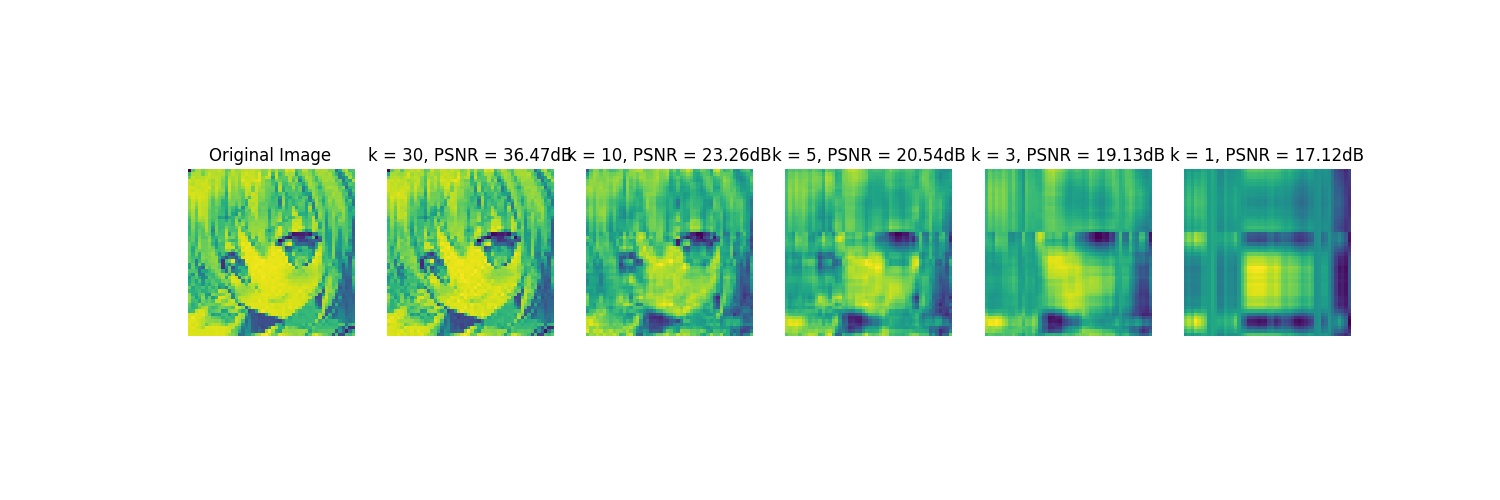 Original Image
k = 30, PSNR = 36.47dB
k = 10, PSNR = 23.26dB
k = 5, PSNR = 20.54dB
k = 3, PSNR = 19.13dB
k = 1, PSNR = 17.12dB